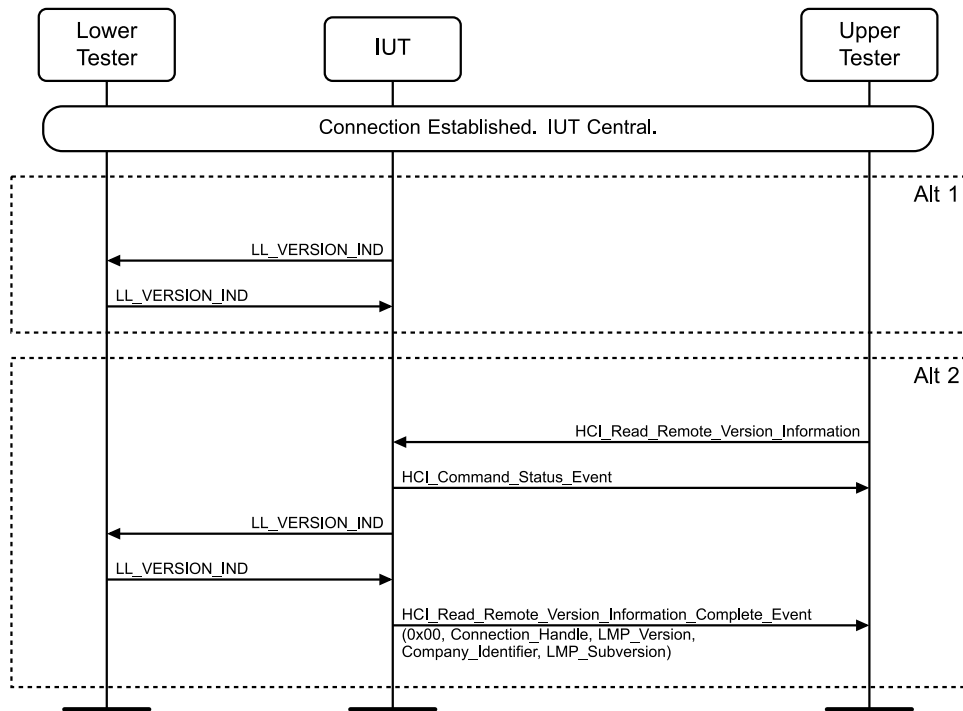 Lower
Tester
IUT
Upper
Tester
Connection Established. IUT Central.
Alt 1
LL_VERSION_IND
LL_VERSION_IND
Alt 2
HCI_Read_Remote_Version_Information
HCI_Command_Status_Event
LL_VERSION_IND
LL_VERSION_IND
HCI_Read_Remote_Version_Information_Complete_Event
(0x00, Connection_Handle, LMP_Version,
Company_Identifier, LMP_Subversion)